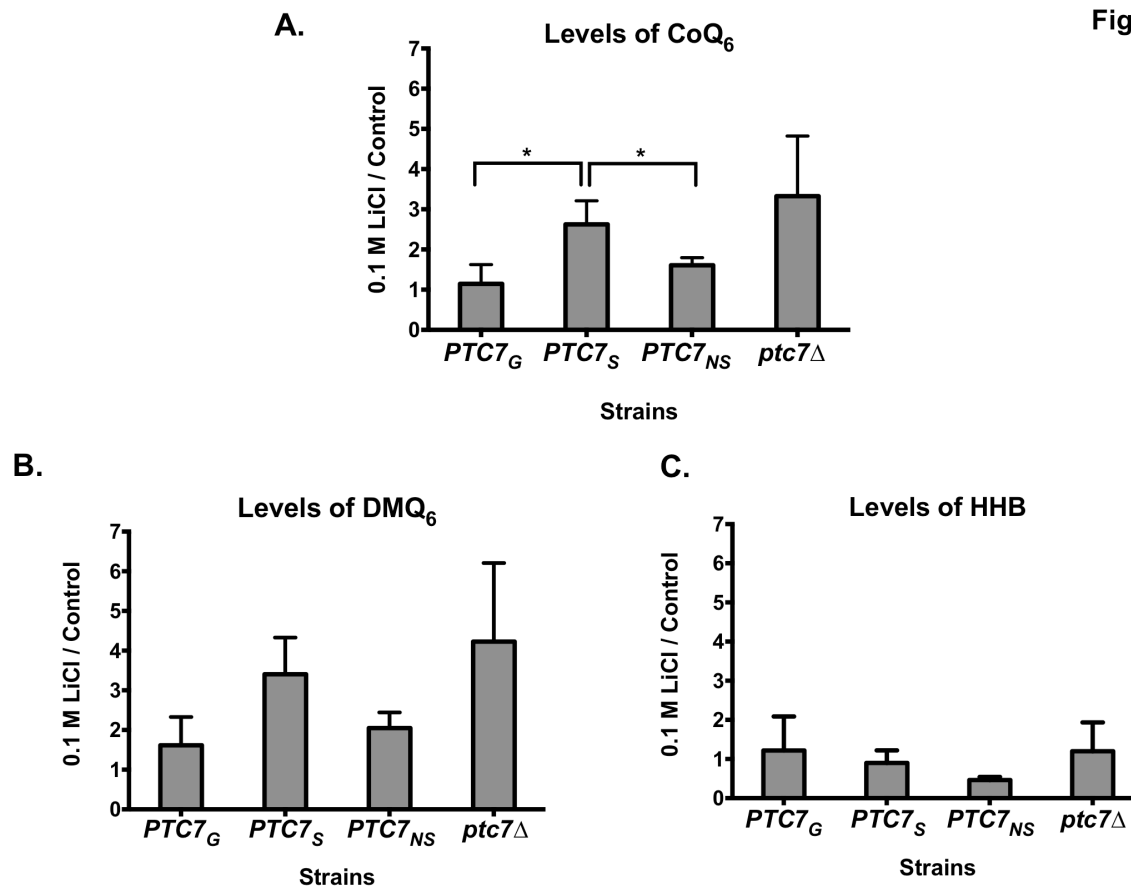 A.
Fig
Levels of CoQ6
7
6
5
4
3
2
1
0
0.1 M LiCl / Control
* *
PTC7G PTC7S PTC7NS ptc7Δ
Strains
B.
Levels of DMQ6
7
6
5
4
3
2
1
0
0.1 M LiCl / Control
PTC7G PTC7S PTC7NS ptc7Δ
Strains
C.
Levels of HHB
7
6
5
4
3
2
1
0
0.1 M LiCl / Control
PTC7G PTC7S PTC7NS ptc7Δ
Strains